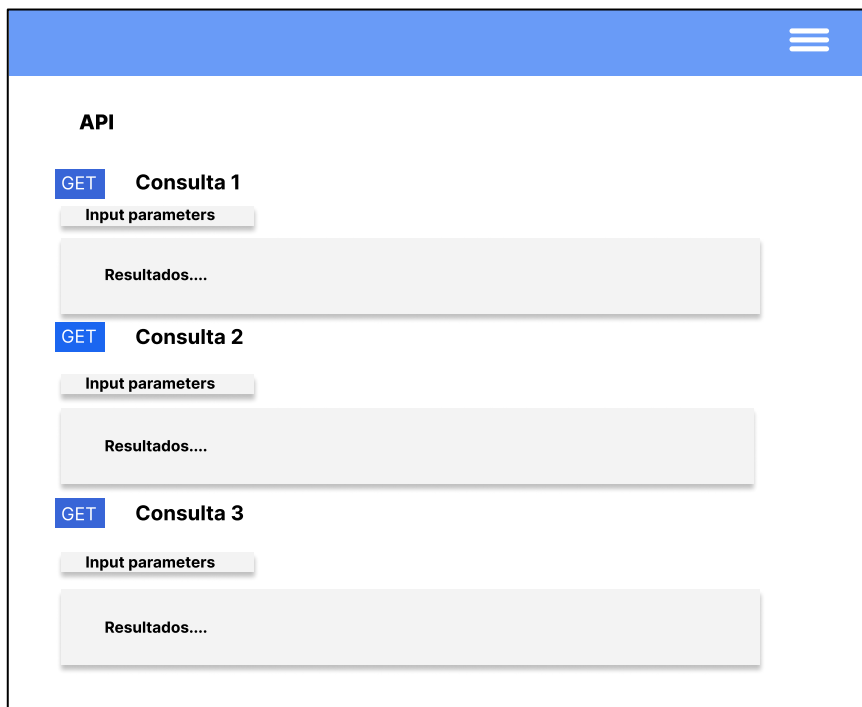 API
GET Consulta 1
Input parameters
Resultados....
GET Consulta 2
Input parameters
Resultados....
GET Consulta 3
Input parameters
Resultados....